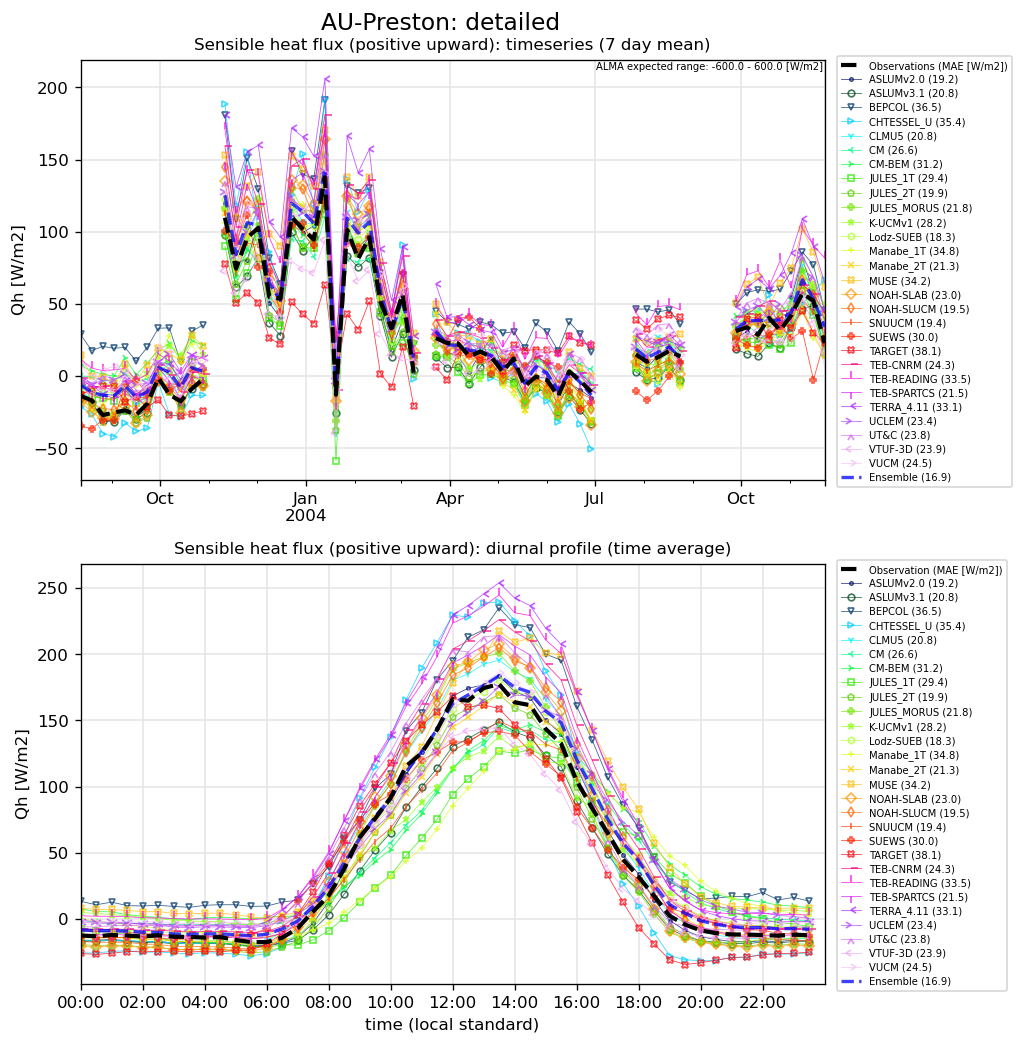 AU-Preston: detailed
Sensible heat flux (positive upward): timeseries (7 day mean)
ALMA expected range: -600.0 - 600.0 [W/m2]
Qh [W/m2]
200
150
100
50
0
−50
Oct
Jan
2004
Apr
Jul
Oct
Observations (MAE [W/m2])
ASLUMv2.0 (19.2)
ASLUMv3.1 (20.8)
BEPCOL (36.5)
CHTESSEL_U (35.4)
CLMU5 (20.8)
CM (26.6)
CM-BEM (31.2)
JULES_1T (29.4)
JULES_2T (19.9)
JULES_MORUS (21.8)
K-UCMv1 (28.2)
Lodz-SUEB (18.3)
Manabe_1T (34.8)
Manabe_2T (21.3)
MUSE (34.2)
NOAH-SLAB (23.0)
NOAH-SLUCM (19.5)
SNUUCM (19.4)
SUEWS (30.0)
TARGET (38.1)
TEB-CNRM (24.3)
TEB-READING (33.5)
TEB-SPARTCS (21.5)
TERRA_4.11 (33.1)
UCLEM (23.4)
UT&C (23.8)
VTUF-3D (23.9)
VUCM (24.5)
Ensemble (16.9)
Sensible heat flux (positive upward): diurnal profile (time average)
Qh [W/m2]
250
200
150
100
50
0
00:00
02:00
04:00
06:00
08:00
10:00
12:00
14:00
16:00
18:00
20:00
22:00
time (local standard)
Observation (MAE [W/m2])
ASLUMv2.0 (19.2)
ASLUMv3.1 (20.8)
BEPCOL (36.5)
CHTESSEL_U (35.4)
CLMU5 (20.8)
CM (26.6)
CM-BEM (31.2)
JULES_1T (29.4)
JULES_2T (19.9)
JULES_MORUS (21.8)
K-UCMv1 (28.2)
Lodz-SUEB (18.3)
Manabe_1T (34.8)
Manabe_2T (21.3)
MUSE (34.2)
NOAH-SLAB (23.0)
NOAH-SLUCM (19.5)
SNUUCM (19.4)
SUEWS (30.0)
TARGET (38.1)
TEB-CNRM (24.3)
TEB-READING (33.5)
TEB-SPARTCS (21.5)
TERRA_4.11 (33.1)
UCLEM (23.4)
UT&C (23.8)
VTUF-3D (23.9)
VUCM (24.5)
Ensemble (16.9)